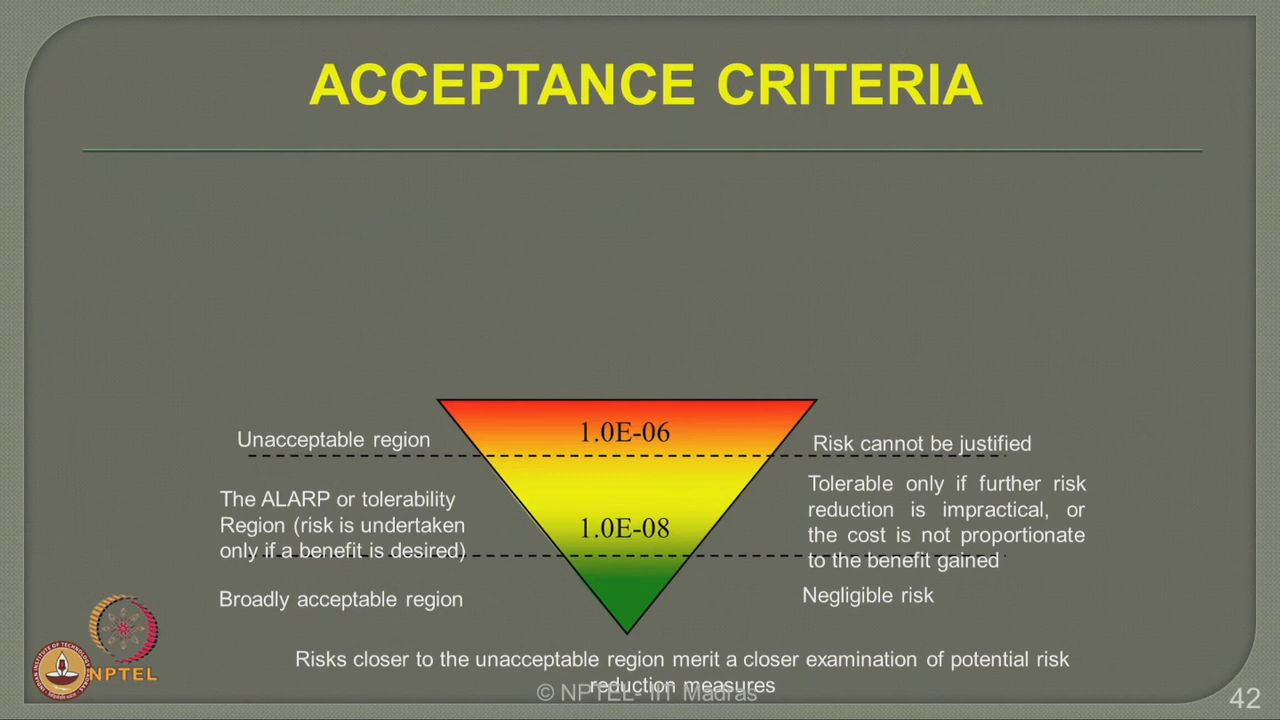 ACCEPTANCE CRITERIA
1.0E-06
Unacceptable region
Risk cannot be justified
The ALARP or tolerability
Region (risk is undertaken
only if a benefit is desired)
1.0E-08
Tolerable only if further risk
reduction is impractical, or
the cost is not proportionate
to the benefit gained
Broadly acceptable region
Negligible risk
Risks closer to the unacceptable region merit a closer examination of potential risk
reduction measures
© NPTEL- IIT Madras
NPTEL
42